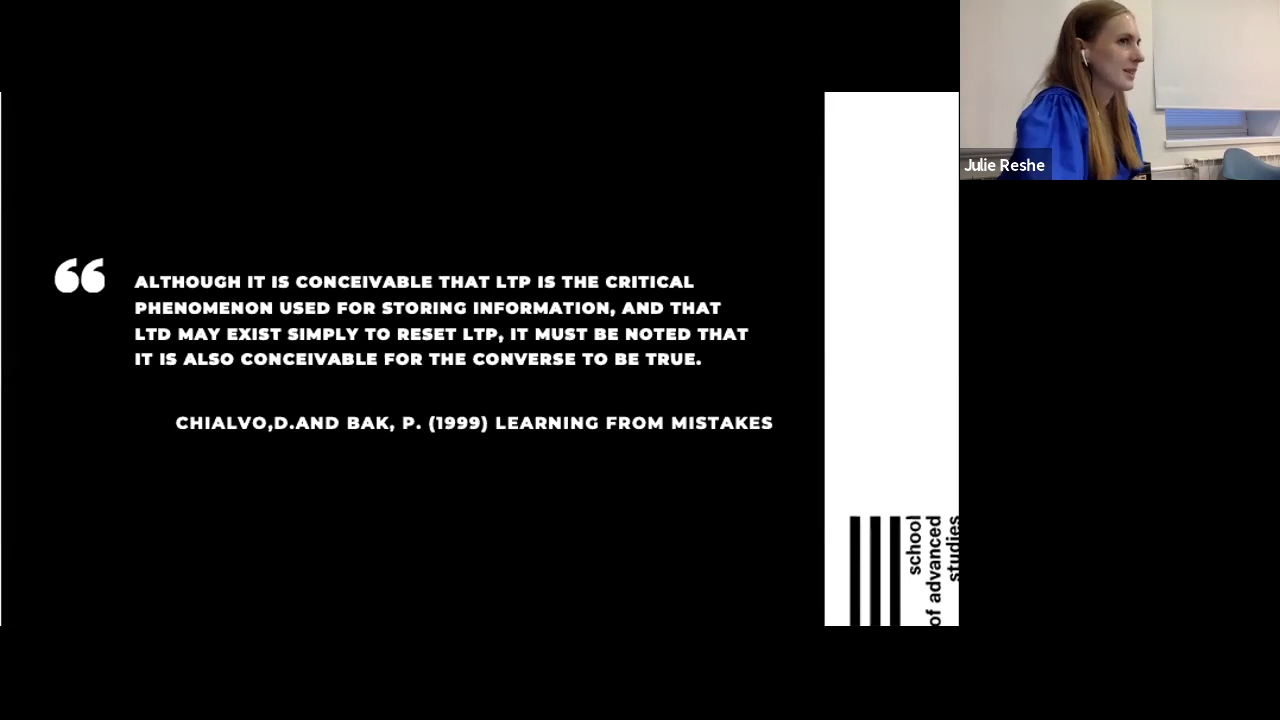 ALTHOUGH IT IS CONCEIVABLE THAT LTP IS THE CRITICAL
PHENOMENON USED FOR STORING INFORMATION, AND THAT
LTD MAY EXIST SIMPLY TO RESET LTP, IT MUST BE NOTED THAT
IT IS ALSO CONCEIVABLE FOR THE CONVERSE TO BE TRUE.
CHIALVO,D.AND BAK, P. (1999) LEARNING FROM MISTAKES
Julie Reshe
school
of advanced
studies